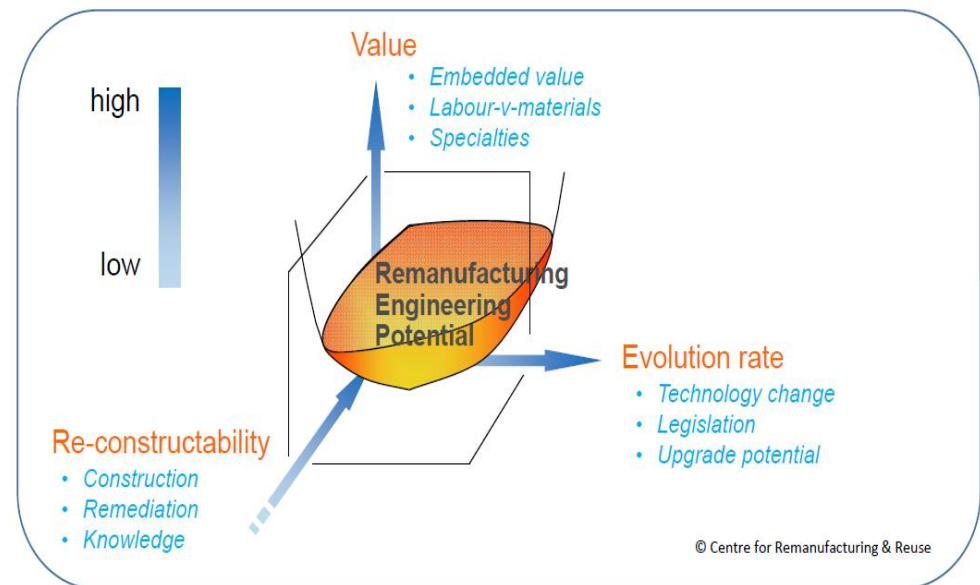 Value
• Embedded value
• Labour-v-materials
• Specialties
high
low
Remanufacturing
Engineering
Potential
Evolution rate
• Technology change
• Legislation
• Upgrade potential
Re-constructability
• Construction
• Remediation
• Knowledge
© Centre for Remanufacturing & Reuse